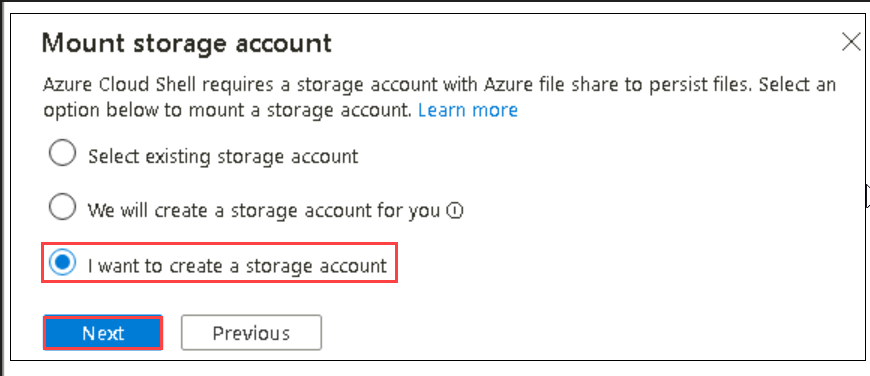 Mount storage account
Azure Cloud Shell requires a storage account with Azure file share to persist files. Select an
option below to mount a storage account. Learn more
Select existing storage account
We will create a storage account for you
I want to create a storage account
Next
Previous